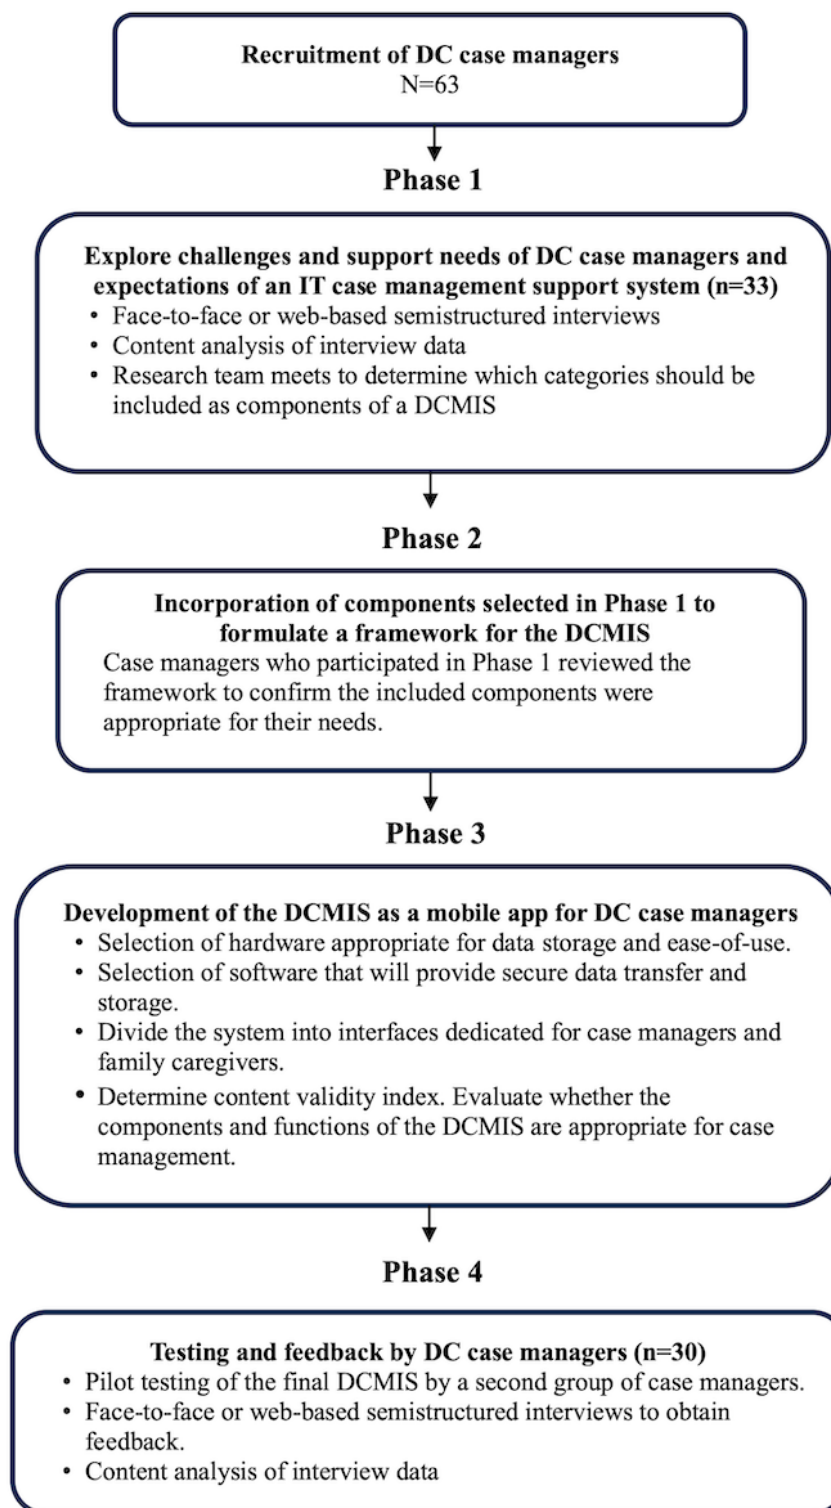 Recruitment of DC case managers
N=63
Phase 1
Explore challenges and support needs of DC case managers and
expectations of an IT case management support system (n=33)
• Face-to-face or web-based semistructured interviews
• Content analysis of interview data
• Research team meets to determine which categories should be
included as components of a DCMIS
Phase 2
Incorporation of components selected in Phase 1 to
formulate a framework for the DCMIS
Case managers who participated in Phase 1 reviewed the
framework to confirm the included components were
appropriate for their needs.
Phase 3
Development of the DCMIS as a mobile app for DC case managers
• Selection of hardware appropriate for data storage and ease-of-use.
• Selection of software that will provide secure data transfer and
storage.
• Divide the system into interfaces dedicated for case managers and
family caregivers.
• Determine content validity index. Evaluate whether the
components and functions of the DCMIS are appropriate for case
management.
Phase 4
Testing and feedback by DC case managers (n=30)
• Pilot testing of the final DCMIS by a second group of case managers.
• Face-to-face or web-based semistructured interviews to obtain
feedback.
• Content analysis of interview data